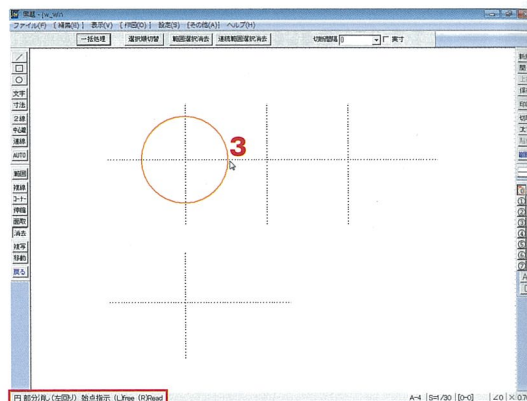 無題 - jw_win
ファイル(F) [編集(E)] 表示(V) [作図(D)] 設定(S) [その他(A)] ヘルプ(H)
一括処理 選択順切替 範囲選択消去 連続範囲選択消去 切断間隔 実寸
文字
寸法
2線
中心線
連線
AUTO
範囲
複線
コーナー
伸縮
面取
消去
複写
移動
戻る
3
円部分消し(左回り) 始点指示 (L)free (R)Read
A-4 S=1/30 [0-0] ∠0